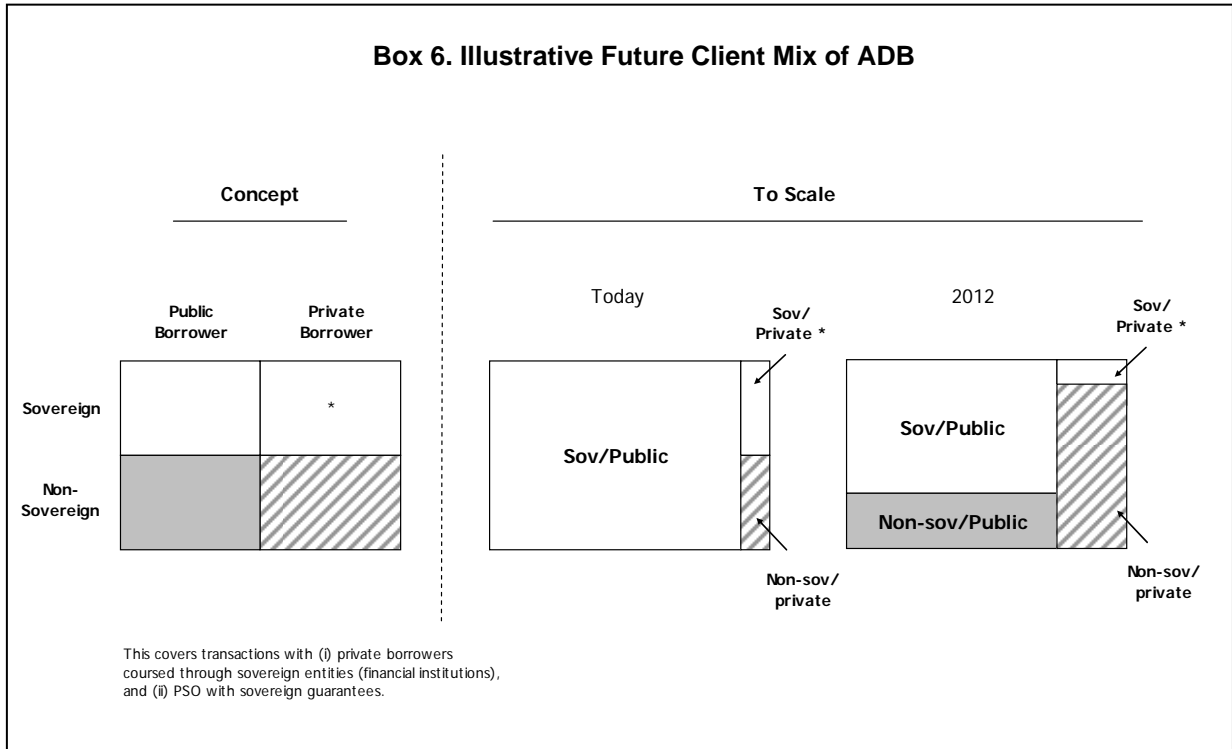 Box 6. Illustrative Future Client Mix of ADB
Concept
To Scale
Public
Borrower
Private
Borrower
Sovereign
*
Non-
Sovereign
Today
Sov/
Private *
Sov/Public
Non-sov/
private
2012
Sov/
Private *
Sov/Public
Non-sov/Public
Non-sov/
private
This covers transactions with (i) private borrowers
coursed through sovereign entities (financial institutions),
and (ii) PSO with sovereign guarantees.